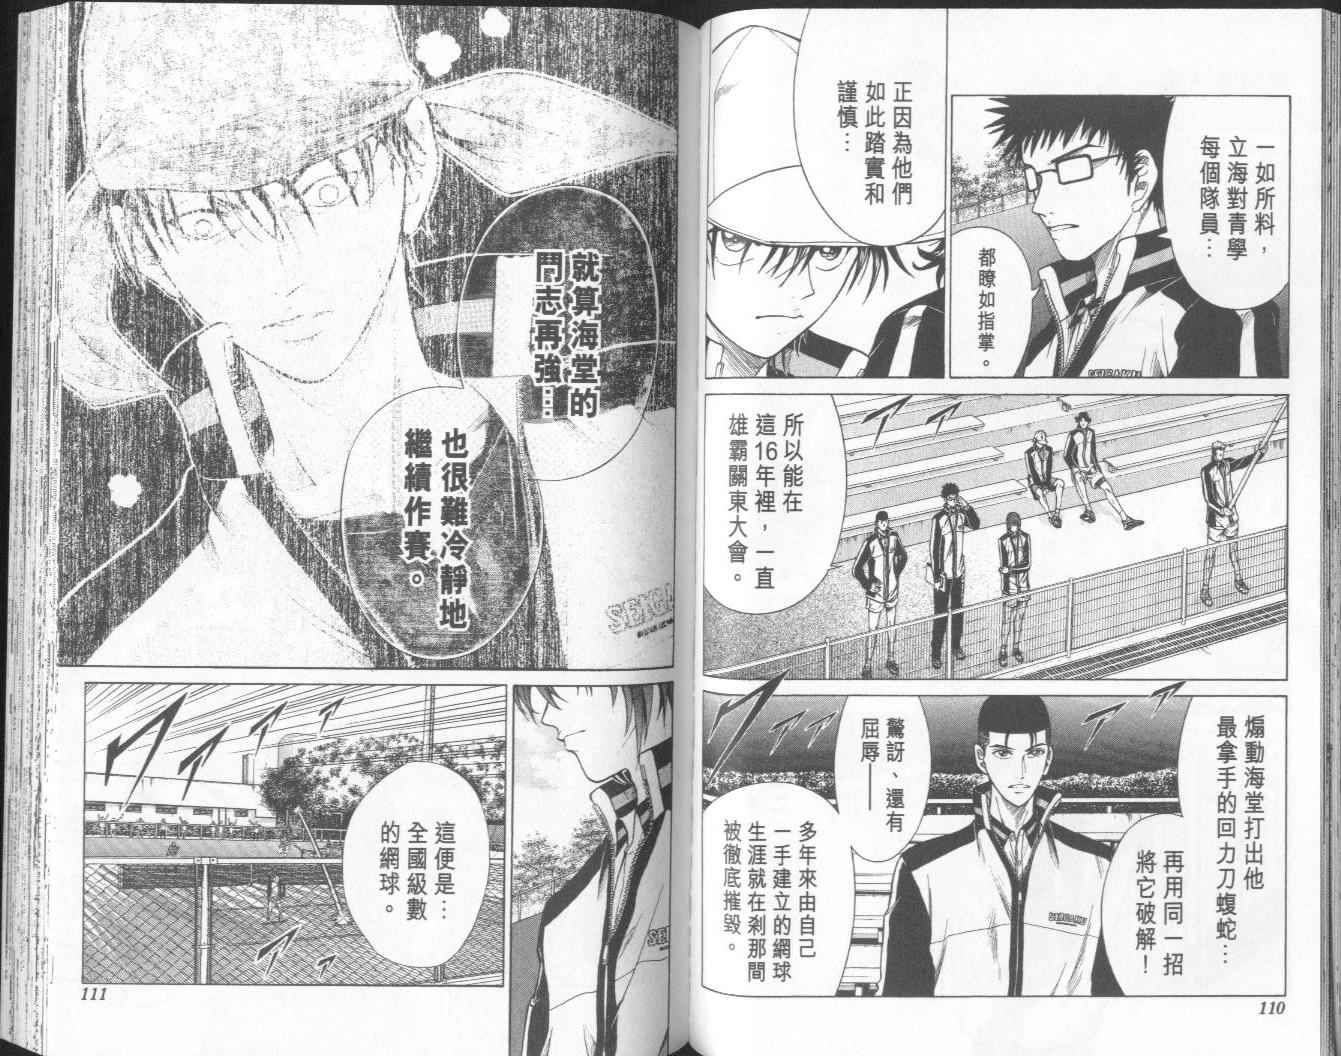 一如所料，
立海對青學
每個隊員…
都瞭如指掌。
正因為他們
如此踏實和
謹慎…
SEIGAKU
所以能在
這16年裡，一直
雄霸關東大會。
煽動海堂打出他
最拿手的回力刀蝮蛇…
再用同一招
將它破解！
驚訝、還有
屈辱——
多年來由自己
一手建立的網球
生涯就在剎那間
被徹底摧毀。
SEIGAKU
110
就算海堂的
鬥志再強…
也很難冷靜地
繼續作賽。
SEIGA
SE
這便是…
全國級數
的網球。
111